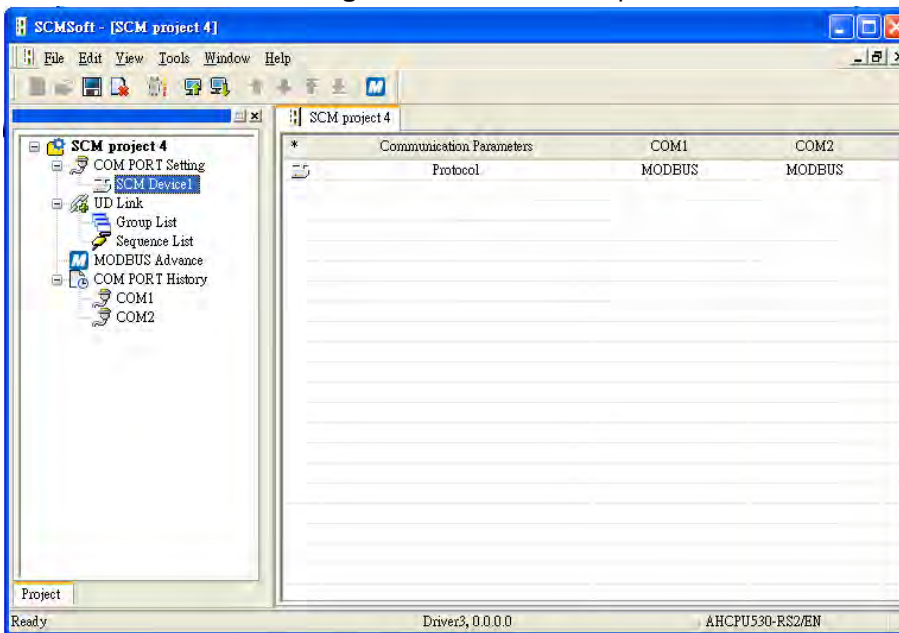 SCMSoft - [SCM project 4]
File Edit View Tools Window Help
SCM project 4
COM PORT Setting
SCM Device1
UD Link
Group List
Sequence List
MODBUS Advance
COM PORT History
COM1
COM2
Project
SCM project 4
* Communication Parameters COM1 COM2
Protocol MODBUS MODBUS
Ready Driver3, 0.0.0.0 AHCPU530-RS2/EN